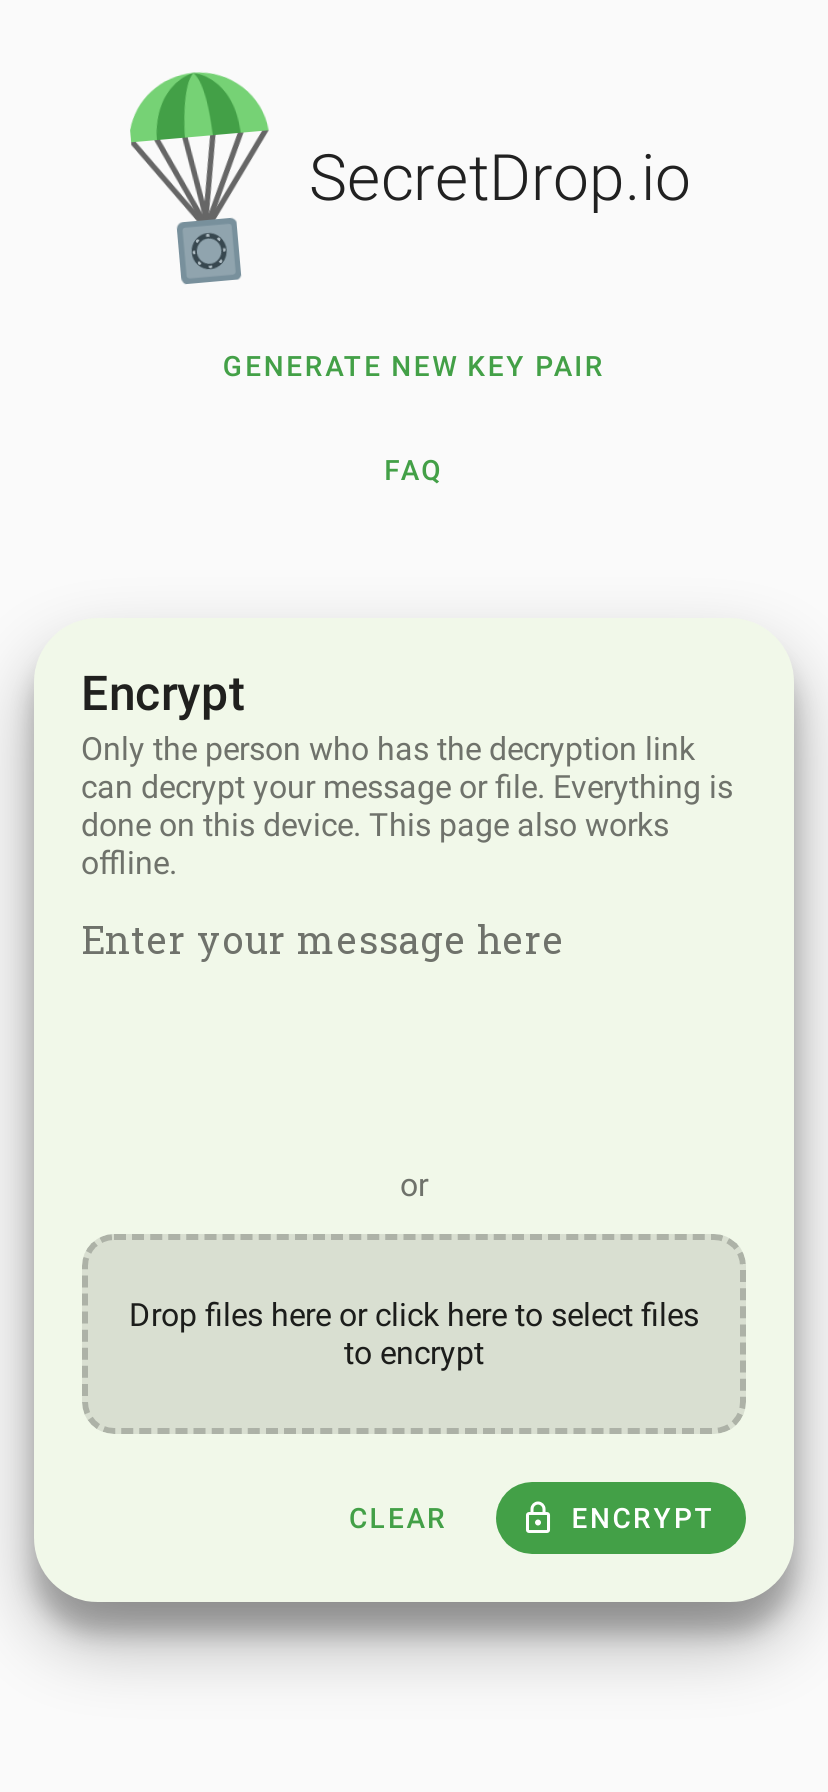 SecretDrop.io
GENERATE NEW KEY PAIR
FAQ
Encrypt
Only the person who has the decryption link
can decrypt your message or file. Everything is
done on this device. This page also works
offline.
Enter your message here
or
Drop files here or click here to select files
to encrypt
CLEAR
ENCRYPT